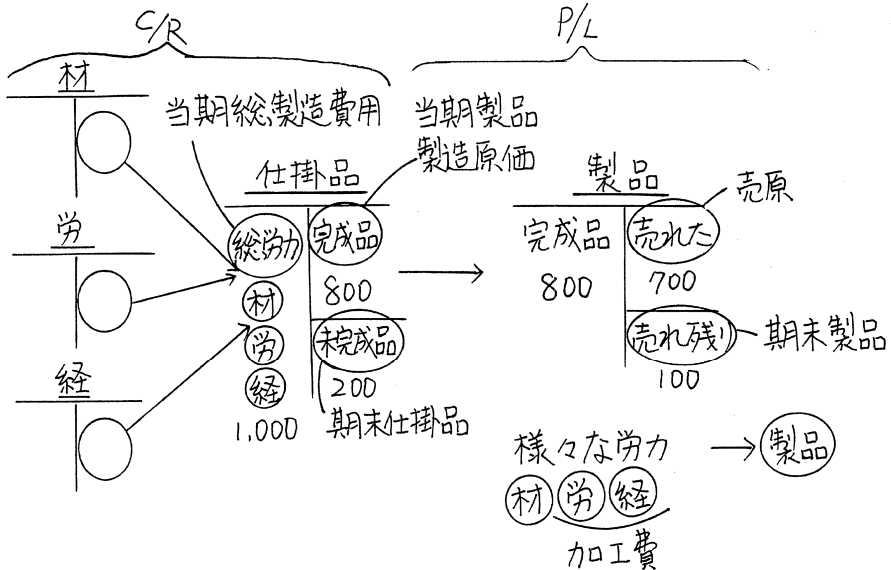 C/R
P/L
材
当期総製造費用
当期製品
製造原価
仕掛品
製品
売原
労
総労力
完成品
完成品
売れた
800
800
700
材
労
未完成品
売れ残り
期末製品
経
経
200
100
1,000
期末仕掛品
様々な労力
製品
材 労 経
加工費